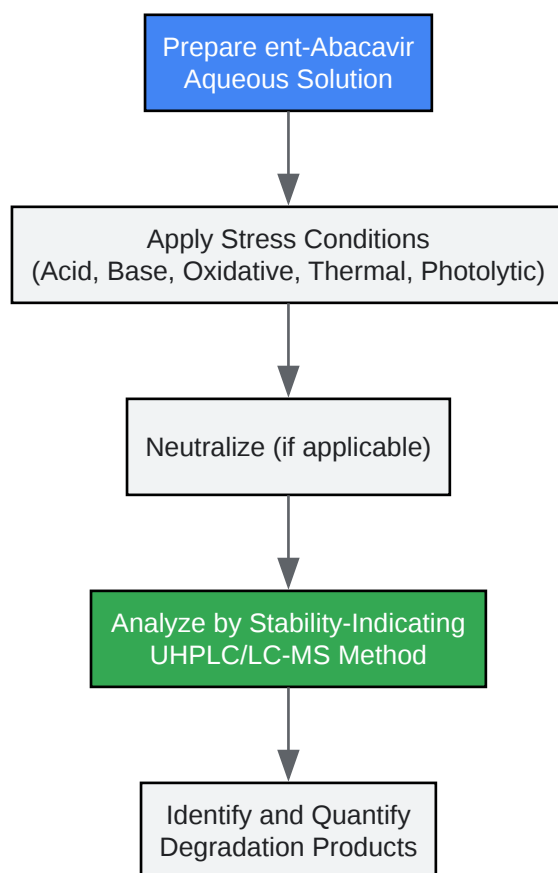 Prepare ent-Abacavir
Aqueous Solution
Apply Stress Conditions
(Acid, Base, Oxidative, Thermal, Photolytic)
Neutralize (if applicable)
Analyze by Stability-Indicating
UHPLC/LC-MS Method
Identify and Quantify
Degradation Products